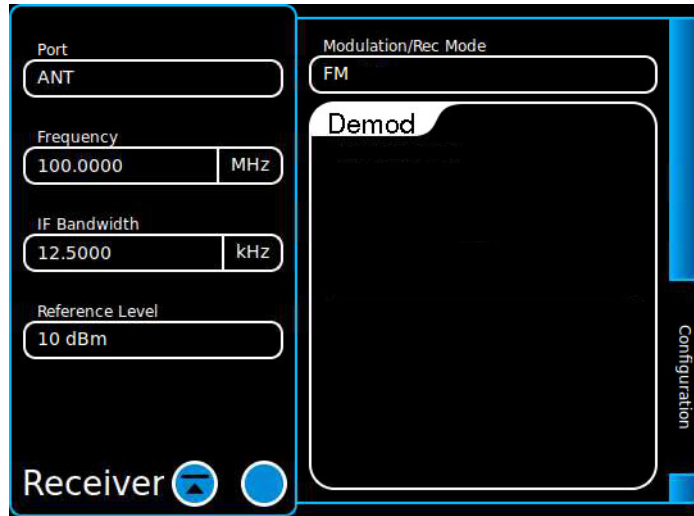 Port
ANT
Frequency
100.0000 MHz
IF Bandwidth
12.5000 kHz
Reference Level
10 dBm
Receiver
Modulation/Rec Mode
FM
Demod
Configuration